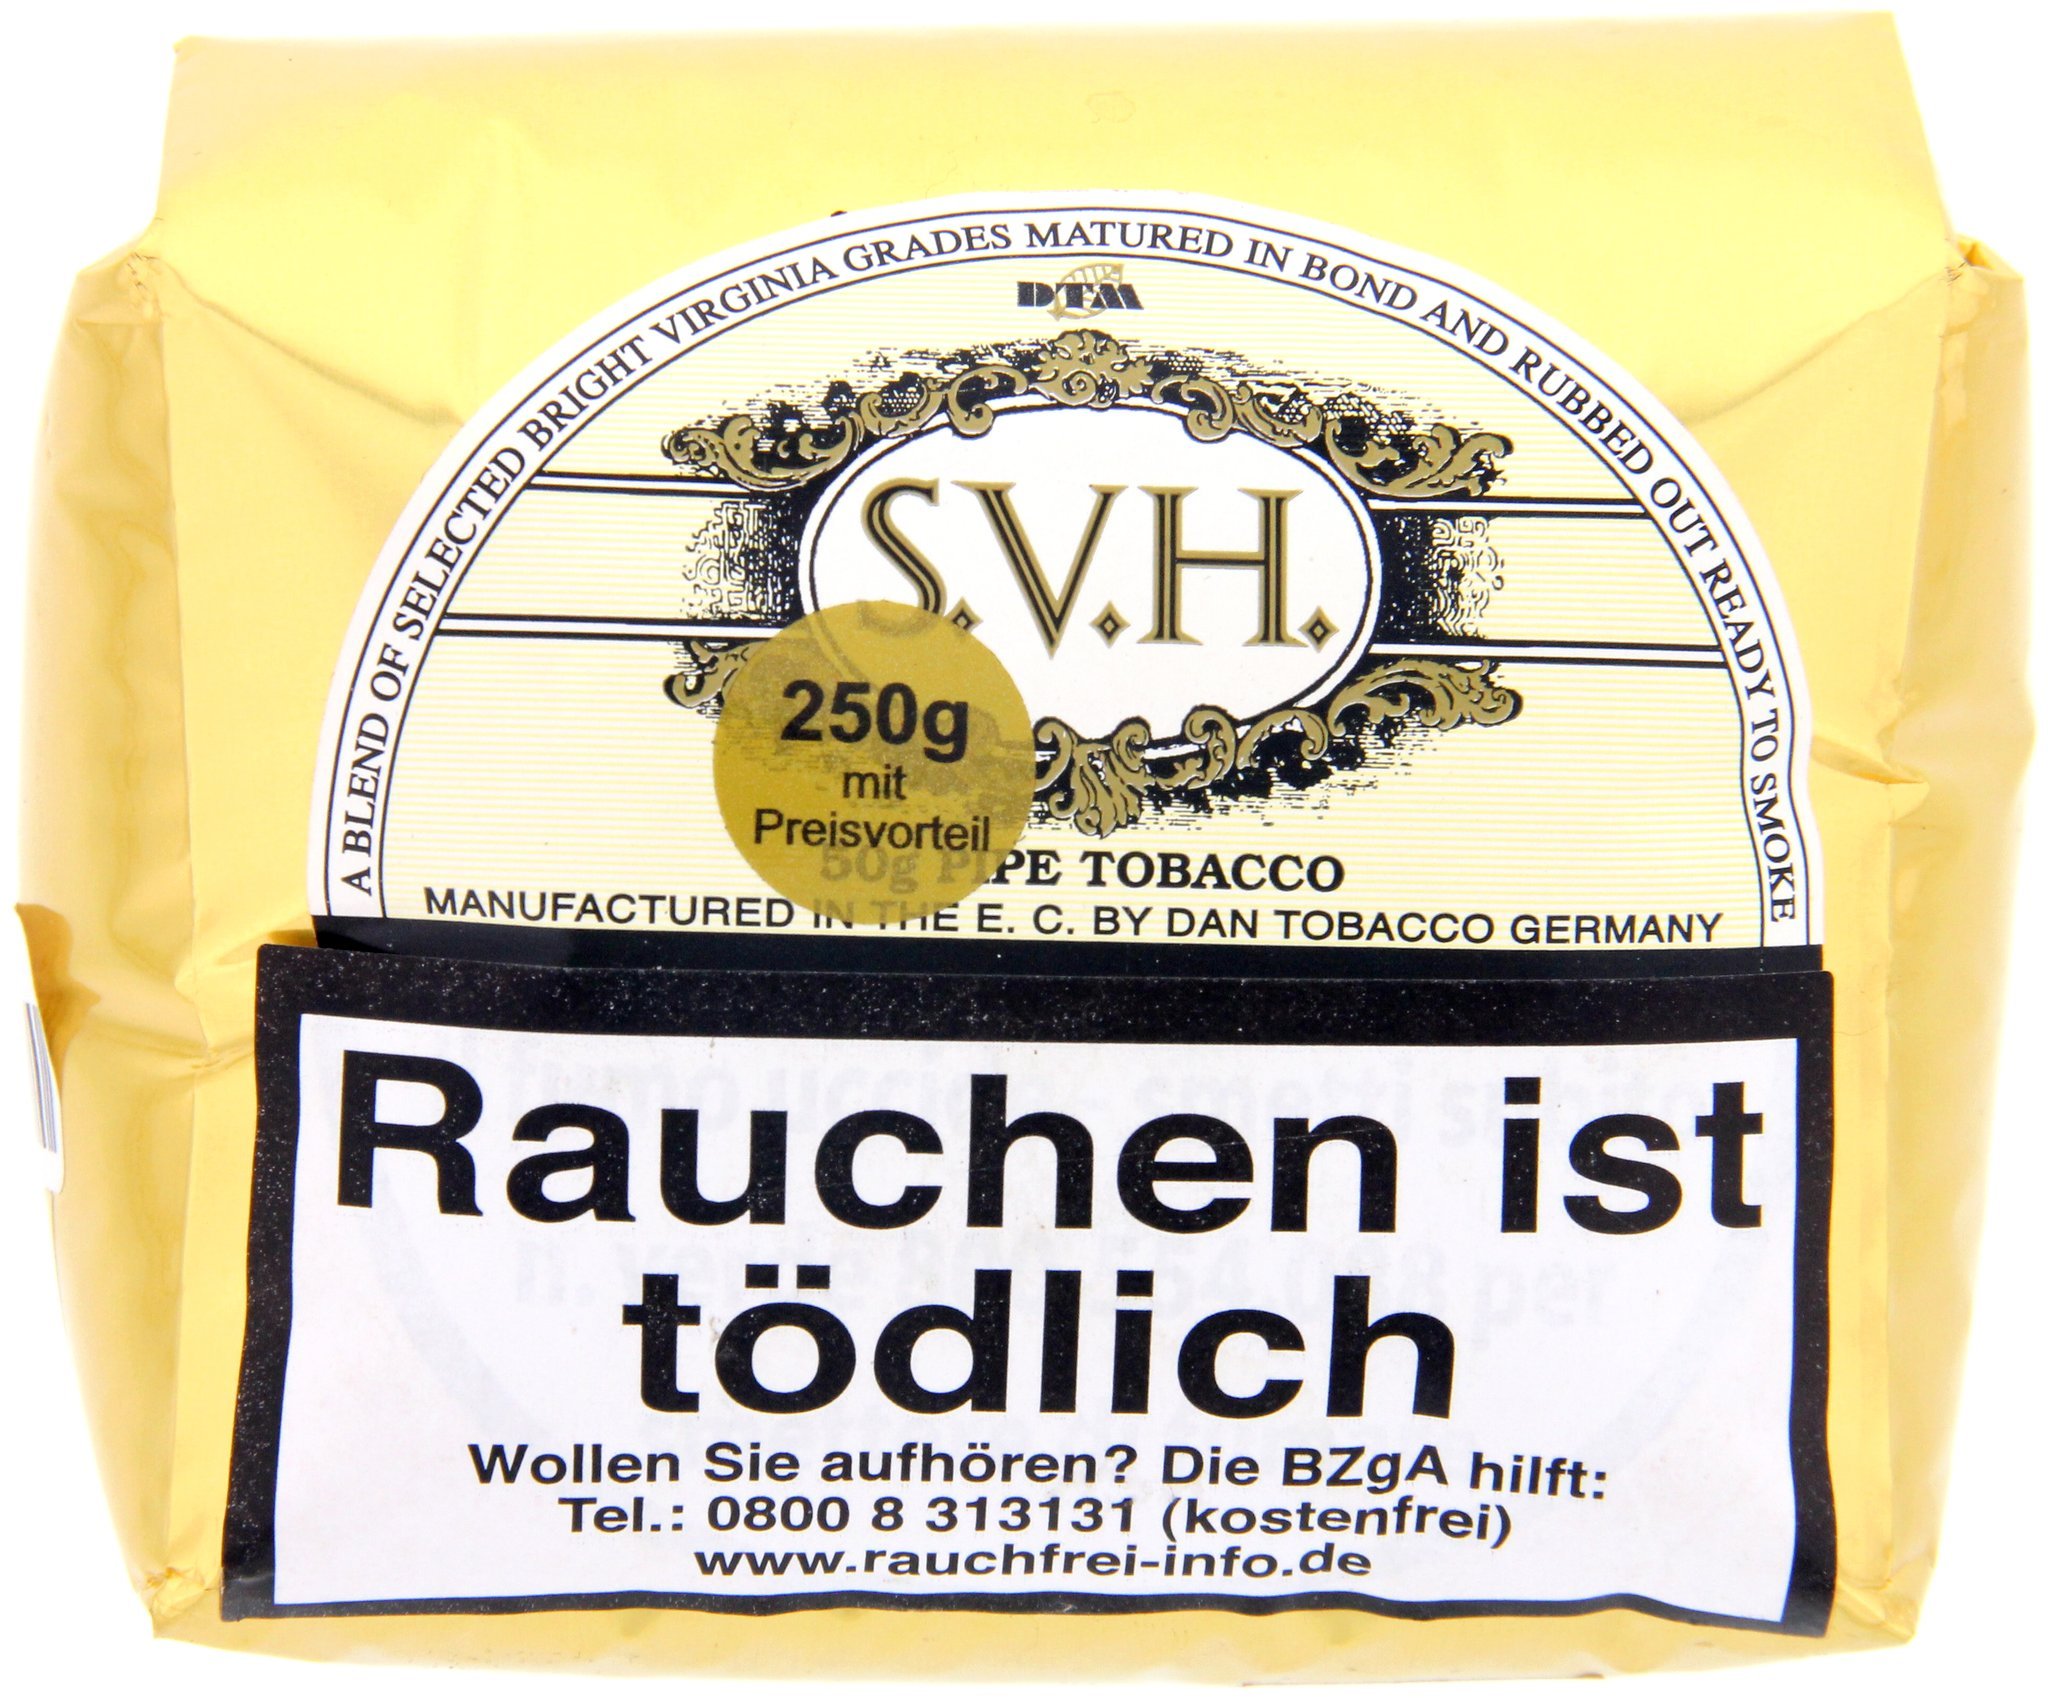 A BLEND OF SELECTED BRIGHT VIRGINIA GRADES MATURED IN BOND AND RUBBED OUT READY TO SMOKE
DTM
S.V.H.
250g
mit
Preisvorteil
50g PIPE TOBACCO
MANUFACTURED IN THE E. C. BY DAN TOBACCO GERMANY
Rauchen ist
tödlich
Wollen Sie aufhören? Die BZgA hilft:
Tel.: 0800 8 313131 (kostenfrei)
www.rauchfrei-info.de